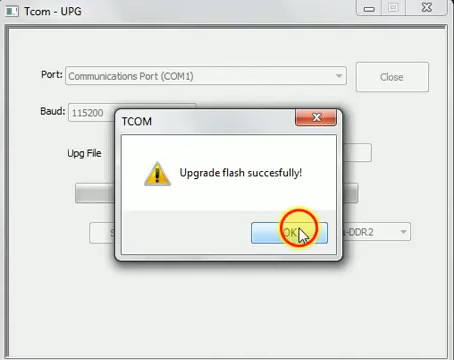 Tcom - UPG
Port: Communications Port (COM1)
Close
Baud: 115200
TCOM
Upg File
Upgrade flash succesfully!
OK
S
-DDR2